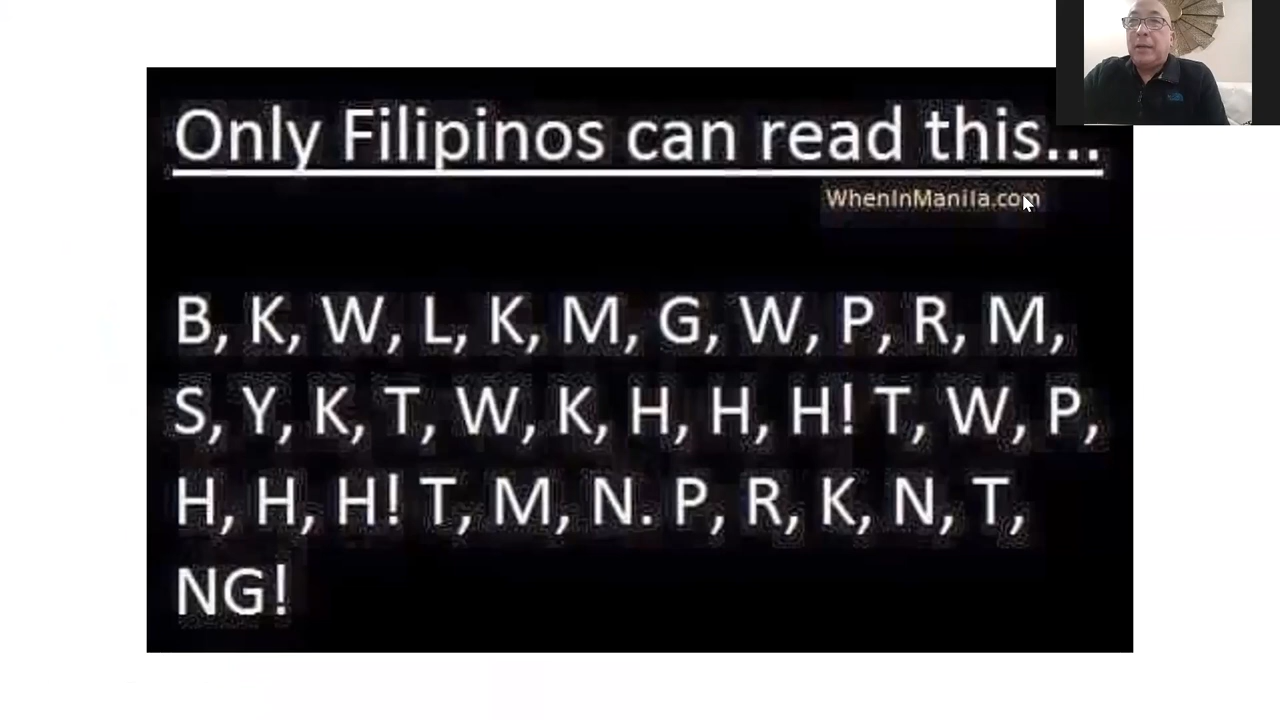 Only Filipinos can read this...
WhenInManila.com
B, K, W, L, K, M, G, W, P, R, M,
S, Y, K, T, W, K, H, H, H! T, W, P,
H, H, H! T, M, N. P, R, K, N, T,
NG!